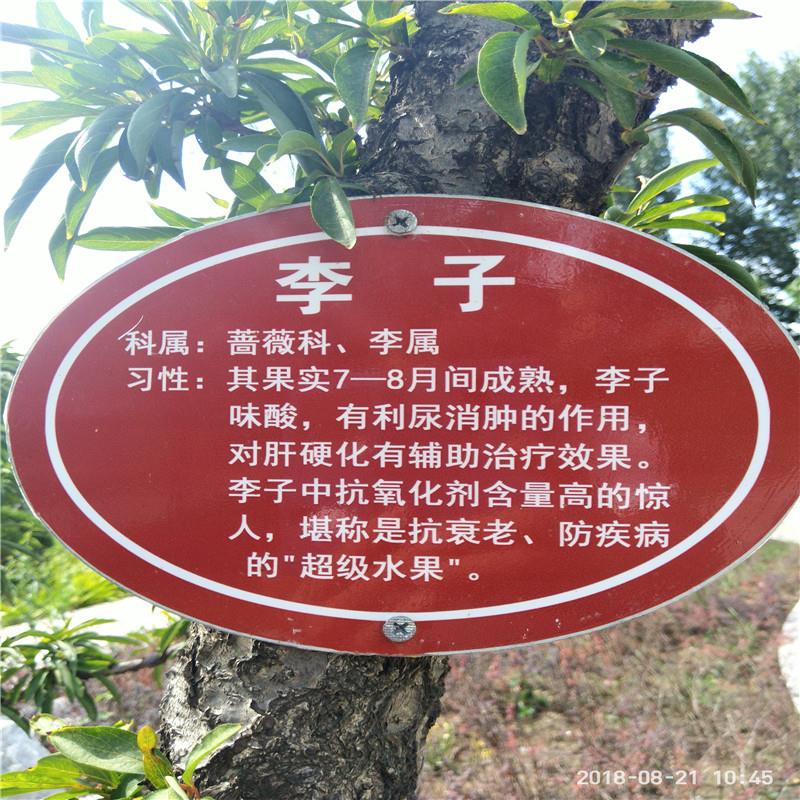 李子
科属：蔷薇科、李属
习性：其果实7—8月间成熟，李子
味酸，有利尿消肿的作用，
对肝硬化有辅助治疗效果。
李子中抗氧化剂含量高的惊
人，堪称是抗衰老、防疾病
的"超级水果"。
2018-08-21 10:45